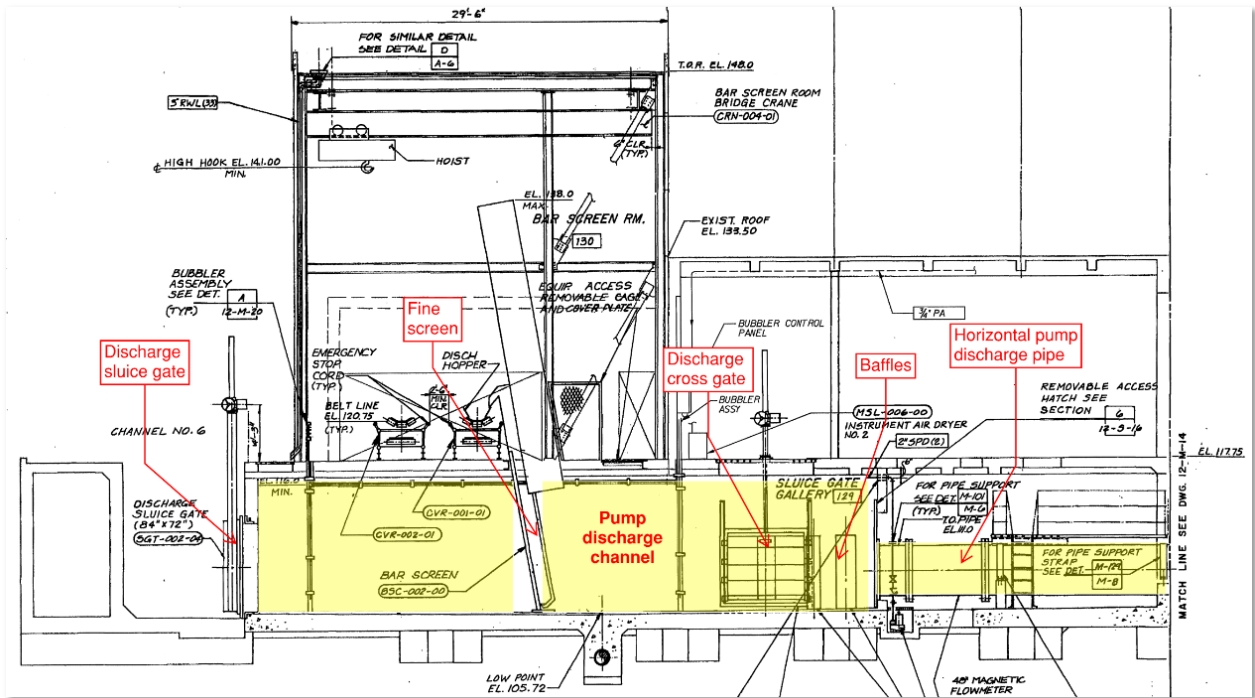 29'-6"
FOR SIMILAR DETAIL
SEE DETAIL D
A-6
T.O.R. EL. 148.0
BAR SCREEN ROOM
BRIDGE CRANE
CRN-004-01
5RWL(33)
6" CLR
(TYP.)
HIGH HOOK EL. 141.00
MIN.
HOIST
EL. 138.0
MAX.
BAR SCREEN RM.
130
EXIST. ROOF
EL. 133.50
BUBBLER
ASSEMBLY
SEE DET. A
(TYP.) 12-M-20
EQUIP ACCESS
REMOVABLE CAGE
AND COVER PLATE
3/4" PA
BUBBLER CONTROL
PANEL
Fine
screen
Horizontal pump
discharge pipe
Discharge
sluice gate
EMERGENCY
STOP
CORD
(TYP.)
DISCH
HOPPER
Discharge
cross gate
Baffles
MIN.
CLR.
BELT LINE
EL. 120.75
(TYP.)
BUBBLER
ASSY
MSL-006-00
INSTRUMENT AIR DRYER
NO. 2
REMOVABLE ACCESS
HATCH SEE
SECTION 6
12-S-16
CHANNEL NO. 6
2" SPD (2)
EL. 117.75
EL. 116.0
MIN.
SLUICE GATE
GALLERY 129
FOR PIPE SUPPORT
SEE DET. M-101
(TYP.) M-6
T.O. PIPE
EL. 111.0
DISCHARGE
SLUICE GATE
(84" X 72")
SGT-002-04
CVR-001-01
CVR-002-01
Pump
discharge
channel
BAR SCREEN
BSC-002-00
FOR PIPE SUPPORT
STRAP
SEE DET. M-129
M-8
MATCH LINE SEE DWG. 12-M-14
LOW POINT
EL. 105.72
48" MAGNETIC
FLOWMETER